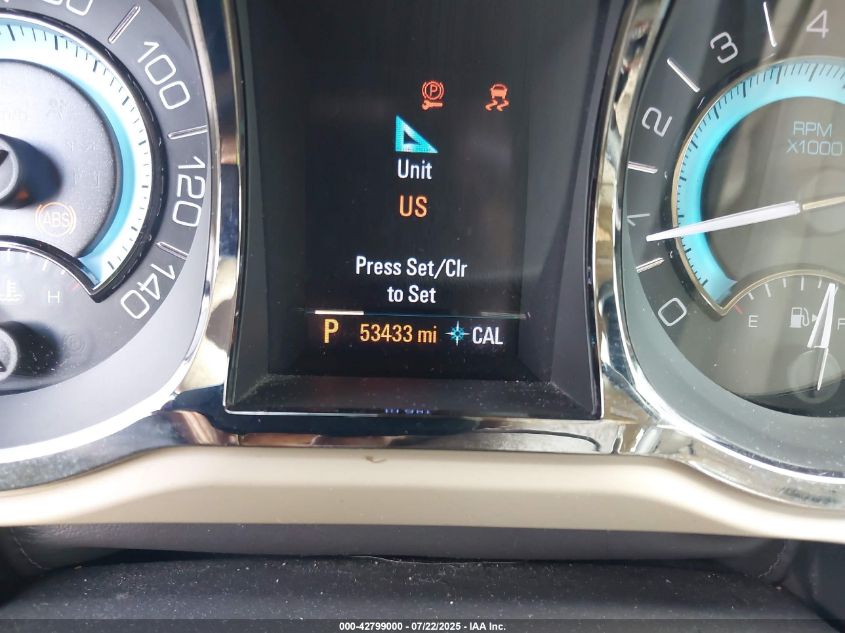 100
120
140
ABS
H
P
Unit
US
Press Set/Clr
to Set
P 53433 mi CAL
4
3
2
1
0
RPM
X1000
E
F
000-42799000 - 07/22/2025 - IAA Inc.